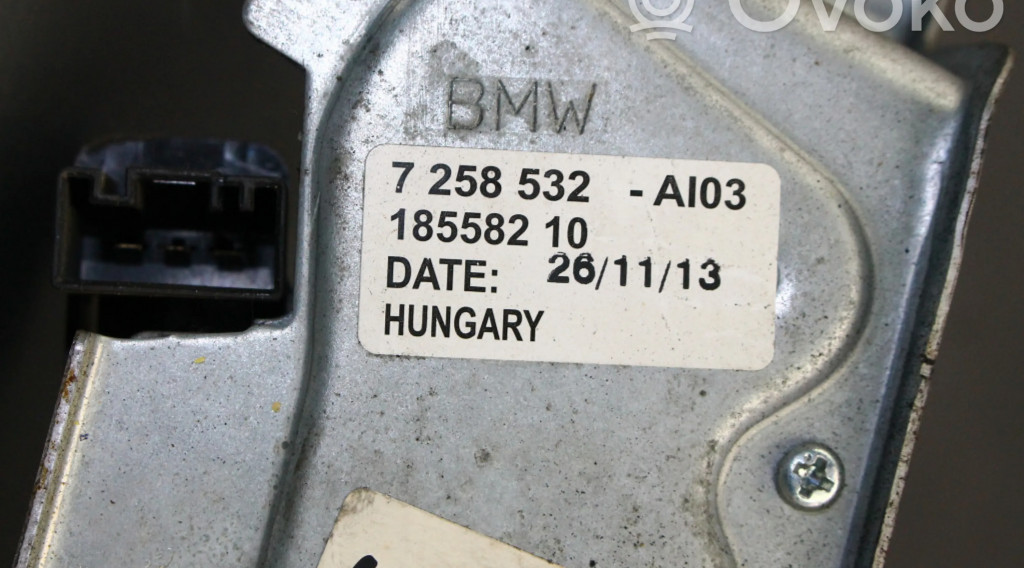 Ovoko
BMW
7 258 532 - AI03
185582 10
DATE: 26/11/13
HUNGARY